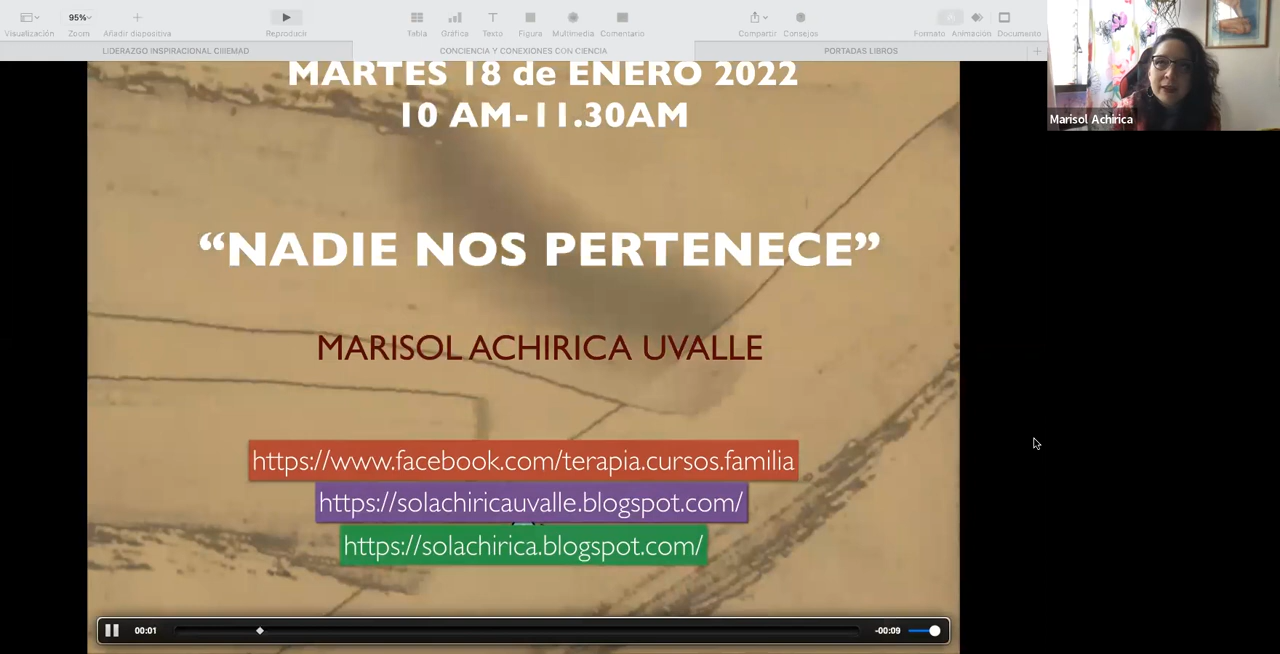 95%
Visualización
Zoom
Añadir diapositiva
Reproducir
Tabla
Gráfica
Texto
Figura
Multimedia
Comentario
Compartir
Consejos
Formato
Animación
Documento
LIDERAZGO INSPIRACIONAL CIIIEMAD
CONCIENCIA Y CONEXIONES CON CIENCIA
PORTADAS LIBROS
Marisol Achirica
MARTES 18 de ENERO 2022
10 AM-11.30AM
“NADIE NOS PERTENECE”
MARISOL ACHIRICA UVALLE
https://www.facebook.com/terapia.cursos.familia
https://solachiricauvalle.blogspot.com/
https://solachirica.blogspot.com/
00:01
-00:09